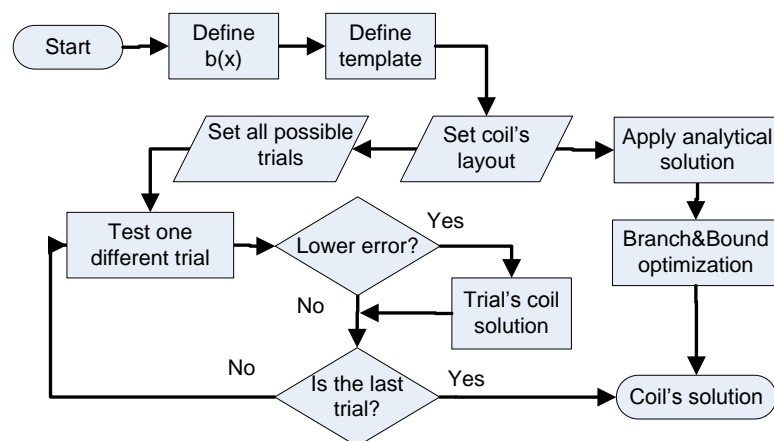 Start
Define
b(x)
Define
template
Set all possible
trials
Set coil's
layout
Apply analytical
solution
Test one
different trial
Lower error?
Yes
Branch&Bound
optimization
No
Trial's coil
solution
No
Is the last
trial?
Yes
Coil's solution